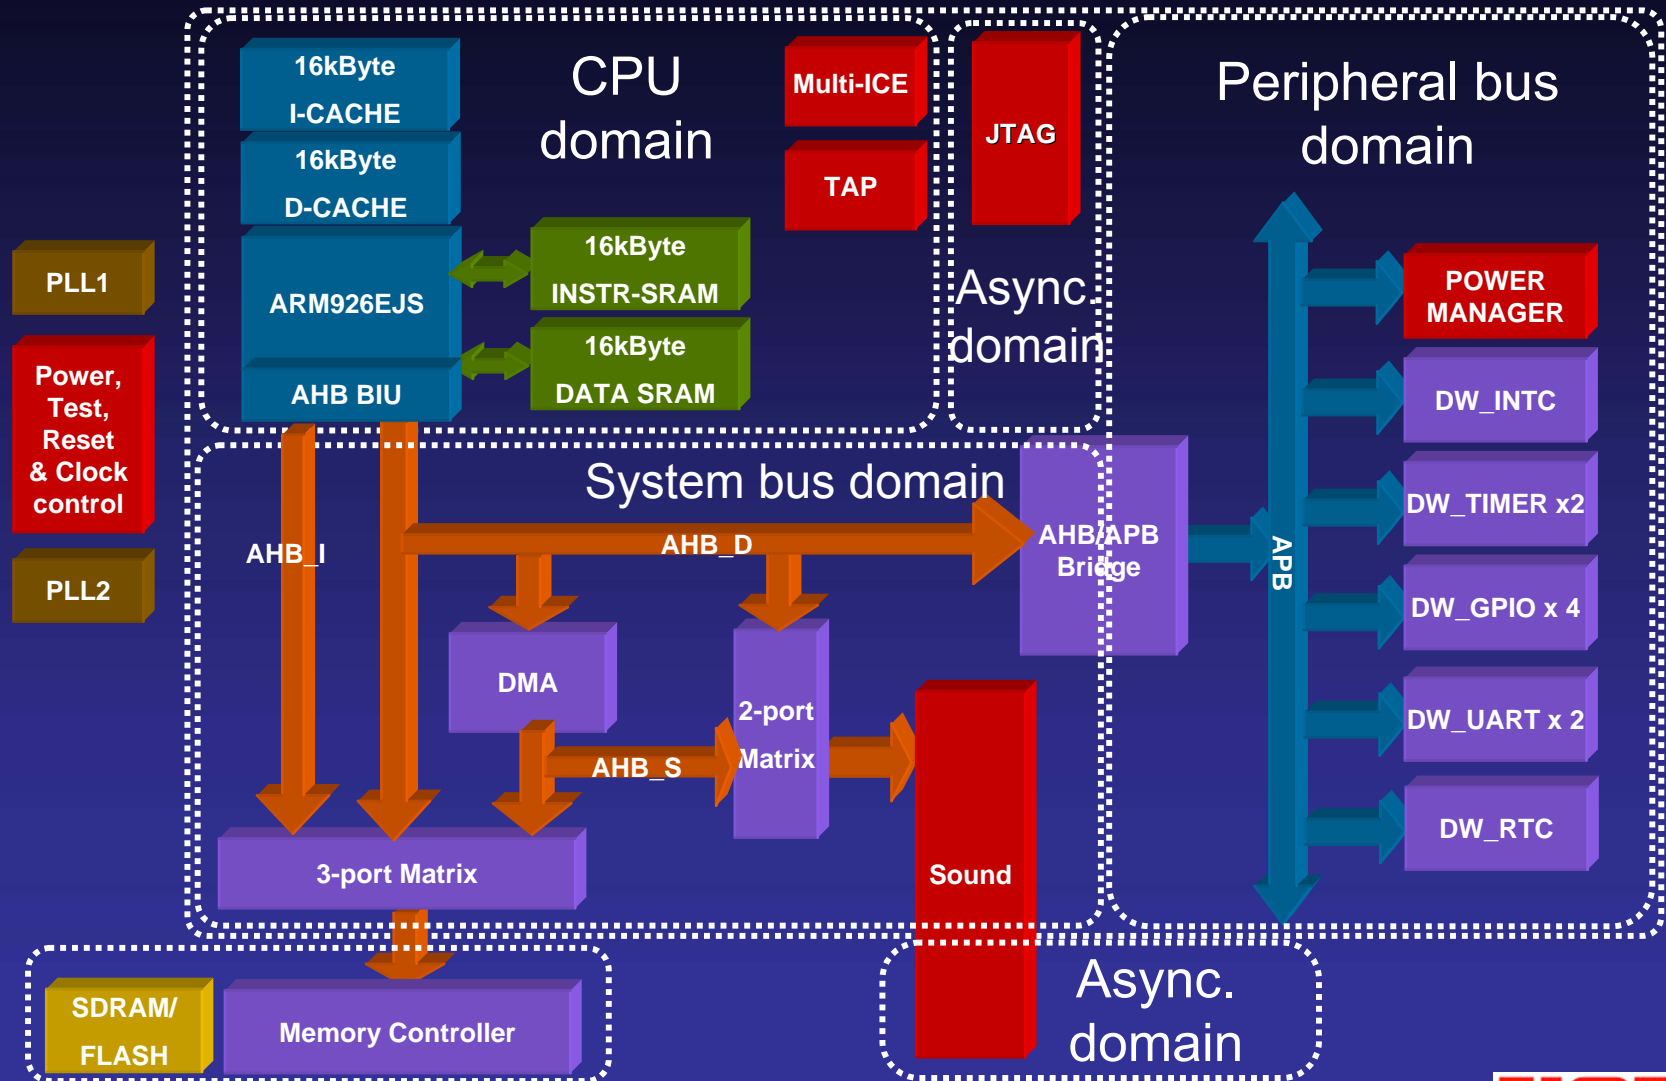 16kByte
I-CACHE
16kByte
D-CACHE
ARM926EJS
AHB BIU
CPU
domain
16kByte
INSTR-SRAM
16kByte
DATA SRAM
Multi-ICE
TAP
JTAG
Async.
domain
Peripheral bus
domain
PLL1
Power,
Test,
Reset
& Clock
control
PLL2
System bus domain
AHB_I
AHB_D
AHB/APB
Bridge
APB
POWER
MANAGER
DW_INTC
DW_TIMER x2
DW_GPIO x 4
DW_UART x 2
DW_RTC
DMA
2-port
Matrix
AHB_S
3-port Matrix
Sound
SDRAM/
FLASH
Memory Controller
Async.
domain